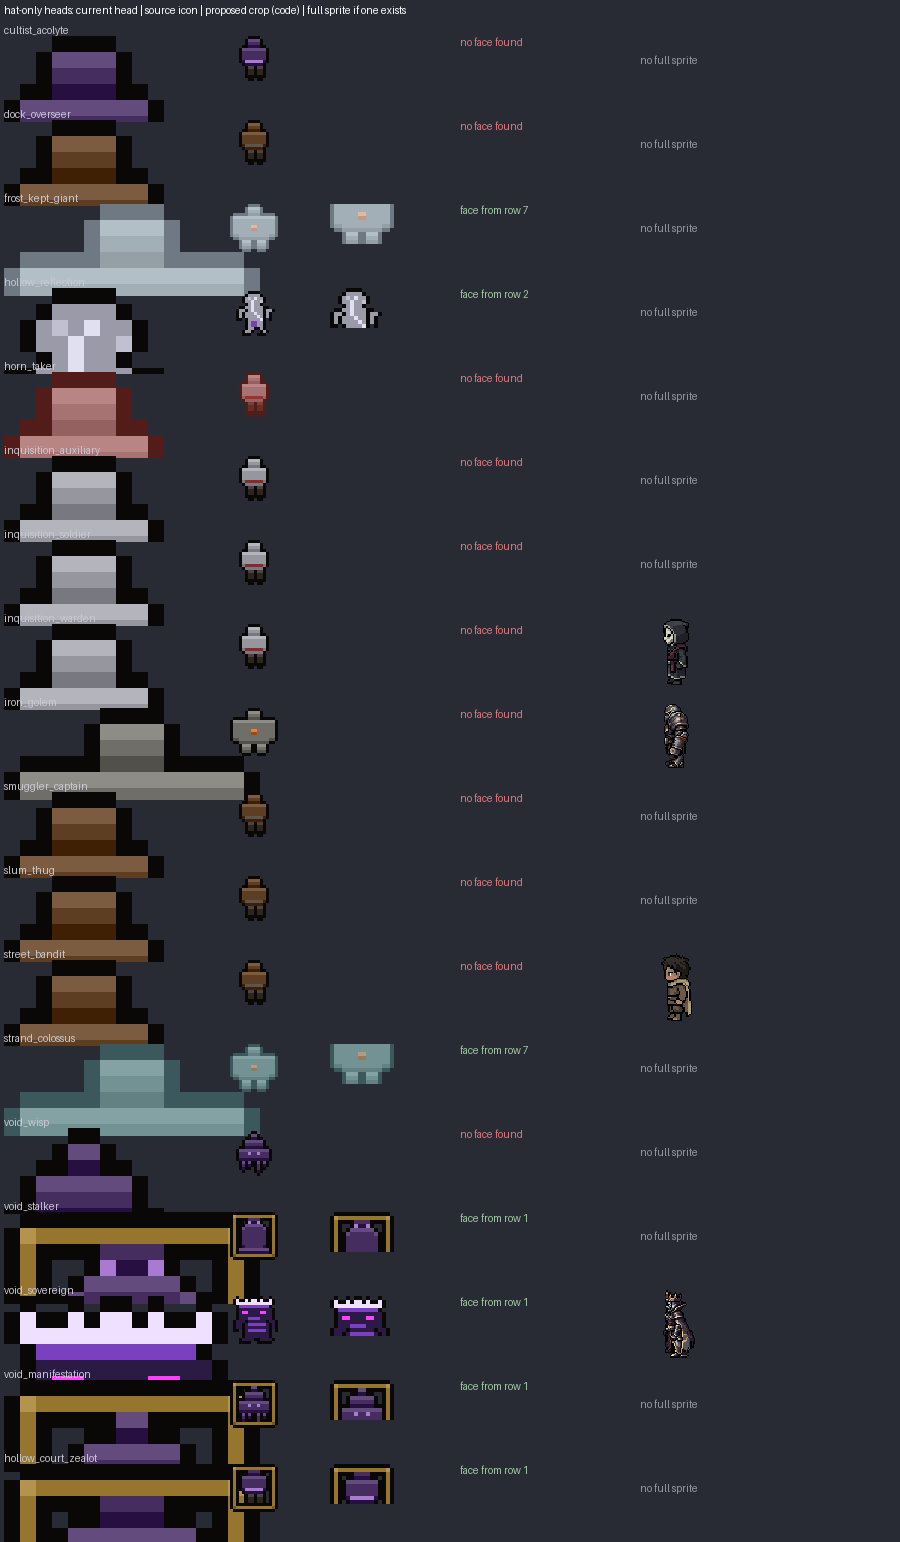 hat-only heads: current head | source icon | proposed crop (code) | full sprite if one exists
cultist_acolyte
no face found
no full sprite
dock_overseer
no face found
no full sprite
frost_kept_giant
face from row 7
no full sprite
hollow_reflection
face from row 2
no full sprite
horn_taker
no face found
no full sprite
inquisition_auxiliary
no face found
no full sprite
inquisition_soldier
no face found
no full sprite
inquisition_warden
no face found
iron_golem
no face found
smuggler_captain
no face found
no full sprite
slum_thug
no face found
no full sprite
street_bandit
no face found
strand_colossus
face from row 7
no full sprite
void_wisp
no face found
no full sprite
void_stalker
face from row 1
no full sprite
void_sovereign
face from row 1
void_manifestation
face from row 1
no full sprite
hollow_court_zealot
face from row 1
no full sprite